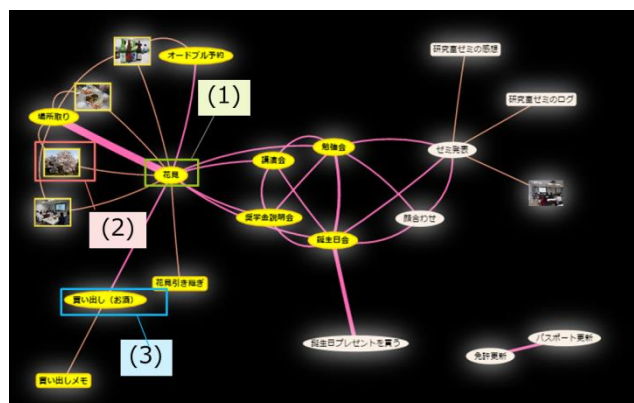 オードブル予約
(1)
場所取り
花見
(2)
買い出し（お酒）
花見引き継ぎ
(3)
買い出しメモ
講演会
勉強会
奨学金説明会
誕生日会
顔合わせ
ゼミ発表
研究室ゼミの感想
研究室ゼミのログ
誕生日プレゼントを買う
免許更新
パスポート更新